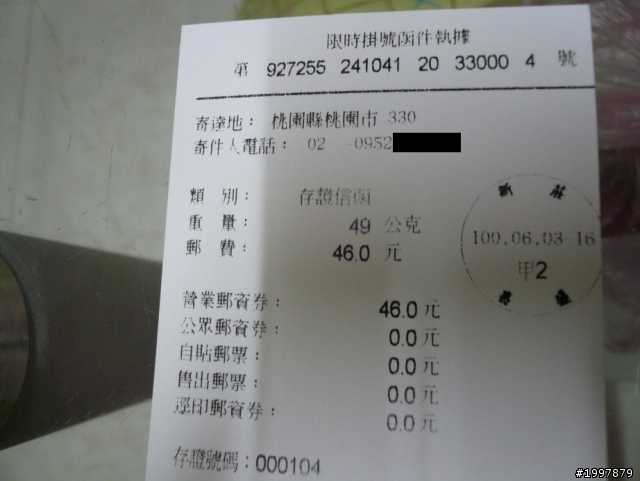 限時掛號函件執據
第 927255 241041 20 33000 4 號
寄達地: 桃園縣桃園市 330
寄件人電話: 02 -0952
類 別: 存證信函
重 量: 49 公克
郵 費: 46.0 元
100.06.03-16
甲2
營業郵資券: 46.0 元
公眾郵資券: 0.0 元
自貼郵票: 0.0 元
售出郵票: 0.0 元
逕印郵資券: 0.0 元
存證號碼:000104
#1997879